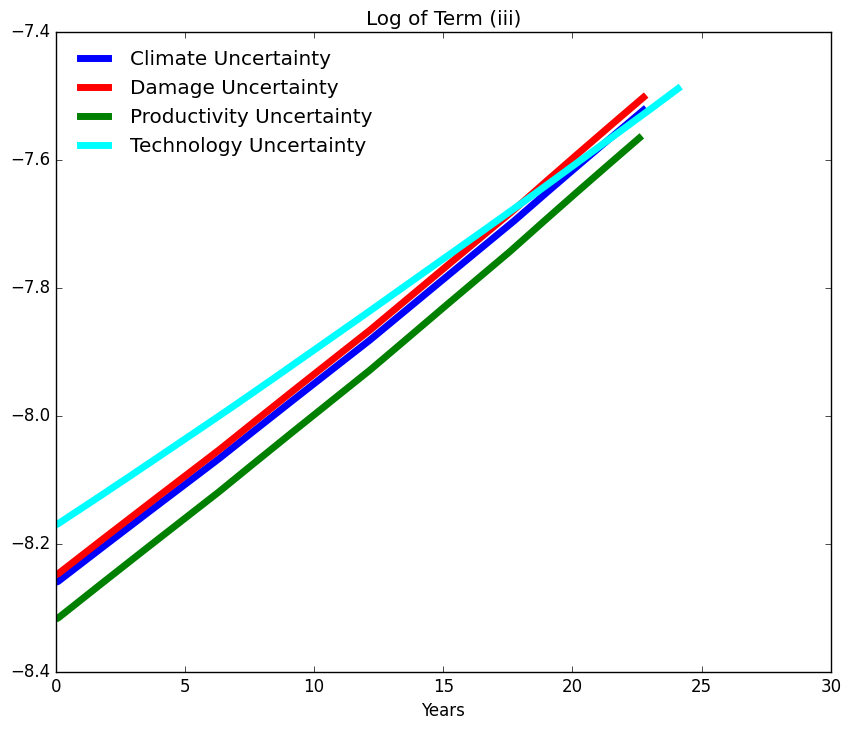 Log of Term (iii)
−7.4
−7.6
−7.8
−8.0
−8.2
−8.4
Climate Uncertainty
Damage Uncertainty
Productivity Uncertainty
Technology Uncertainty
0 5 10 15 20 25 30
Years